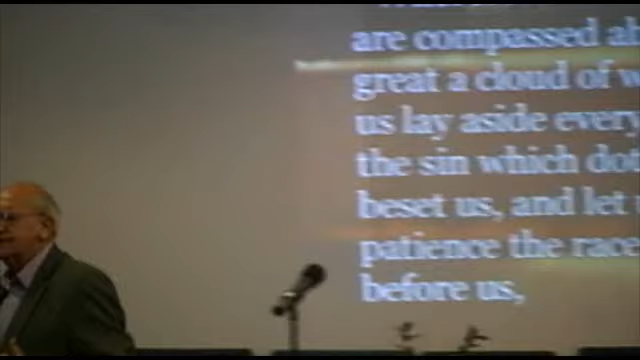 are compassed
great a cloud of
us lay aside every
the sin which
beset us, and let
patience the race
before us,